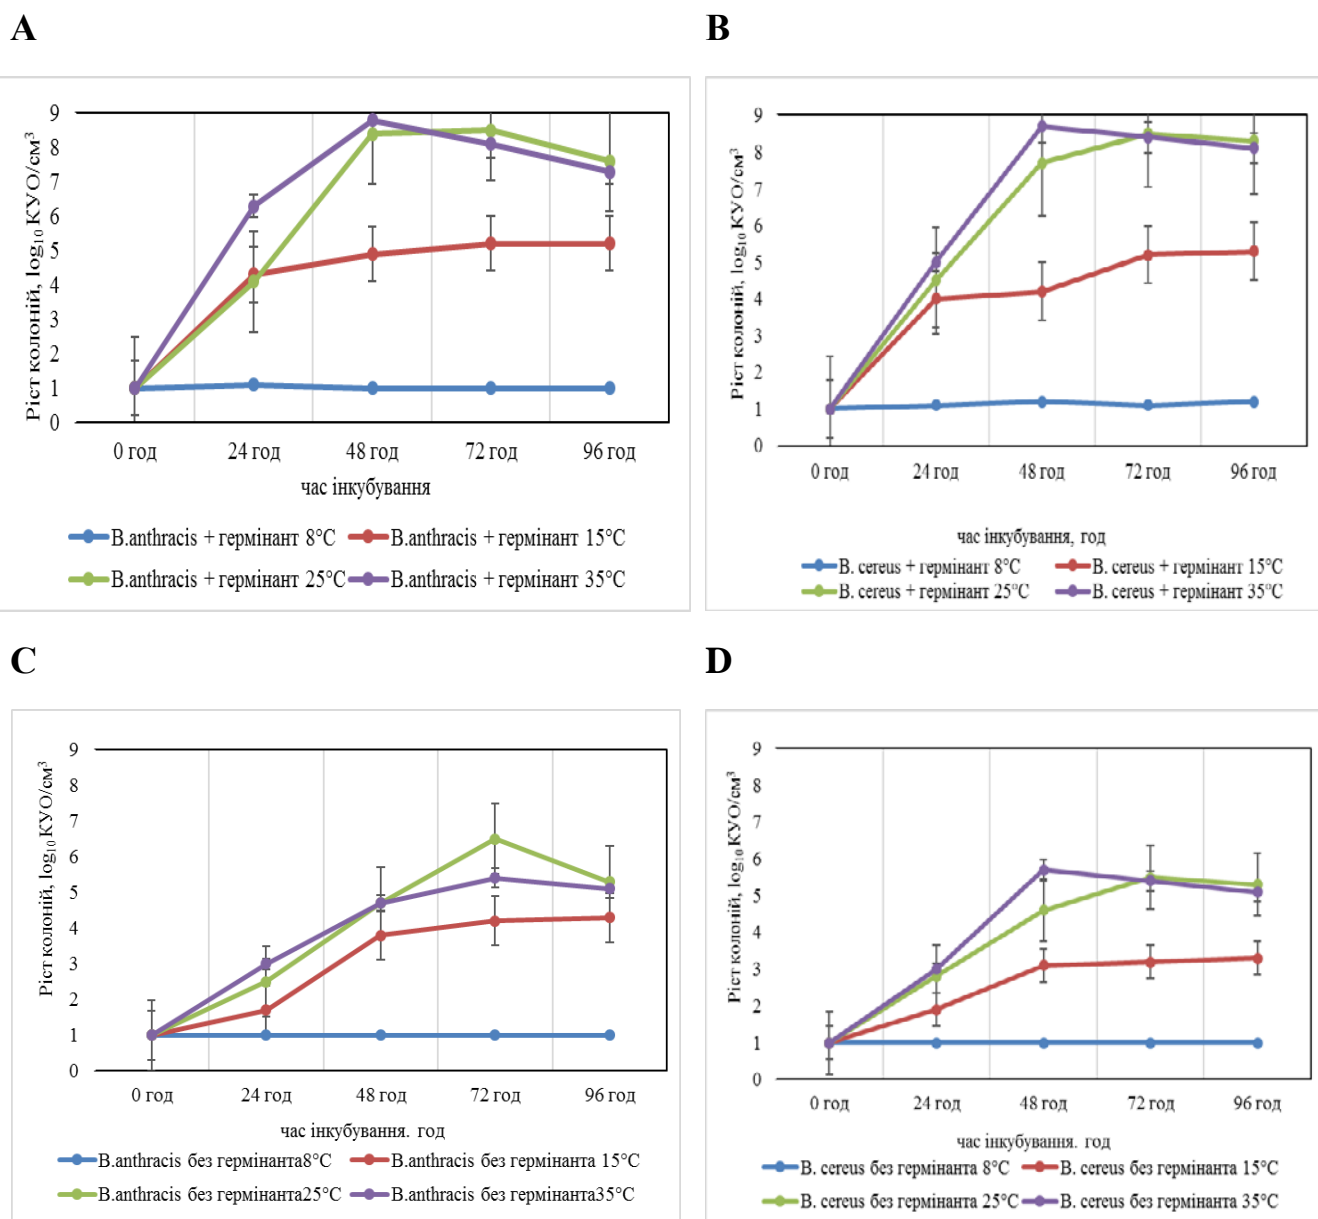 A
B
Ріст колоній, log10 КУО/см3
9
8
7
6
5
4
3
2
1
0
0 год 24 год 48 год 72 год 96 год
час інкубування
B.anthracis + гермінант 8°C B.anthracis + гермінант 15°C
B.anthracis + гермінант 25°C B.anthracis + гермінант 35°C
Ріст колоній, log10 КУО/см3
9
8
7
6
5
4
3
2
1
0
0 год 24 год 48 год 72 год 96 год
час інкубування, год
B. cereus + гермінант 8°C B. cereus + гермінант 15°C
B. cereus + гермінант 25°C B. cereus + гермінант 35°C
C
D
Ріст колоній, log10 КУО/см3
9
8
7
6
5
4
3
2
1
0
0 год 24 год 48 год 72 год 96 год
час інкубування. год
B.anthracis без гермінанта8°C B.anthracis без гермінанта 15°C
B.anthracis без гермінанта25°C B.anthracis без гермінанта35°C
Ріст колоній, log10 КУО/см3
9
8
7
6
5
4
3
2
1
0
0 год 24 год 48 год 72 год 96 год
час інкубування. год
B. cereus без гермінанта 8°C B. cereus без гермінанта 15°C
B. cereus без гермінанта 25°C B. cereus без гермінанта 35°C